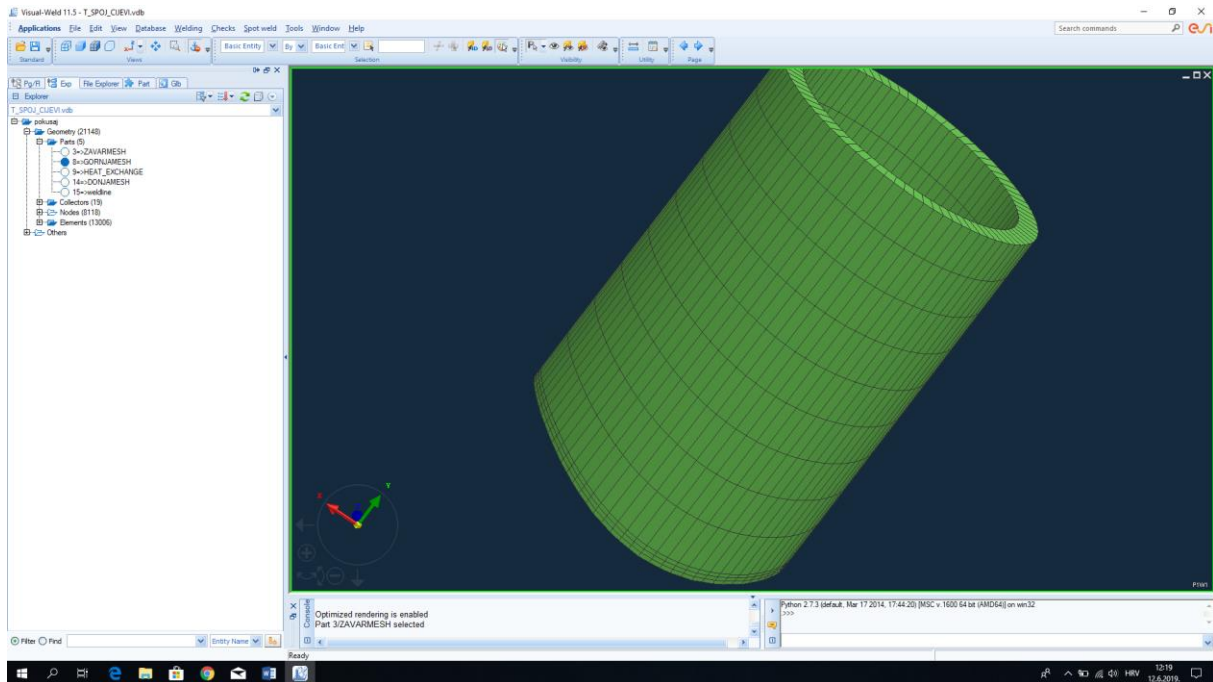 Visual-Weld 11.5 - T_SPOJ_CIJEVI.vdb
Applications File Edit View Database Welding Checks Spot weld Tools Window Help
Search commands
esi
Basic Entity By Basic Ent
Standard Views Selection Visibility Utility Page
Pg/Fl Exp File Explorer Part Glb
Explorer
T_SPOJ_CIJEVI.vdb
pokusaj
Geometry (21148)
Parts (5)
3=>ZAVARMESH
8=>GORNJAMESH
9=>HEAT_EXCHANGE
14=>DONJAMESH
15=>weldline
Collectors (19)
Nodes (8118)
Elements (13006)
Others
X
Y
P1W1
Console
Optimized rendering is enabled
Part 3/ZAVARMESH selected
Python 2.7.3 (default, Mar 17 2014, 17:44:20) [MSC v.1600 64 bit (AMD64)] on win32
>>>
Filter Find Entity Name
Ready
HRV
12:19
12.6.2019.